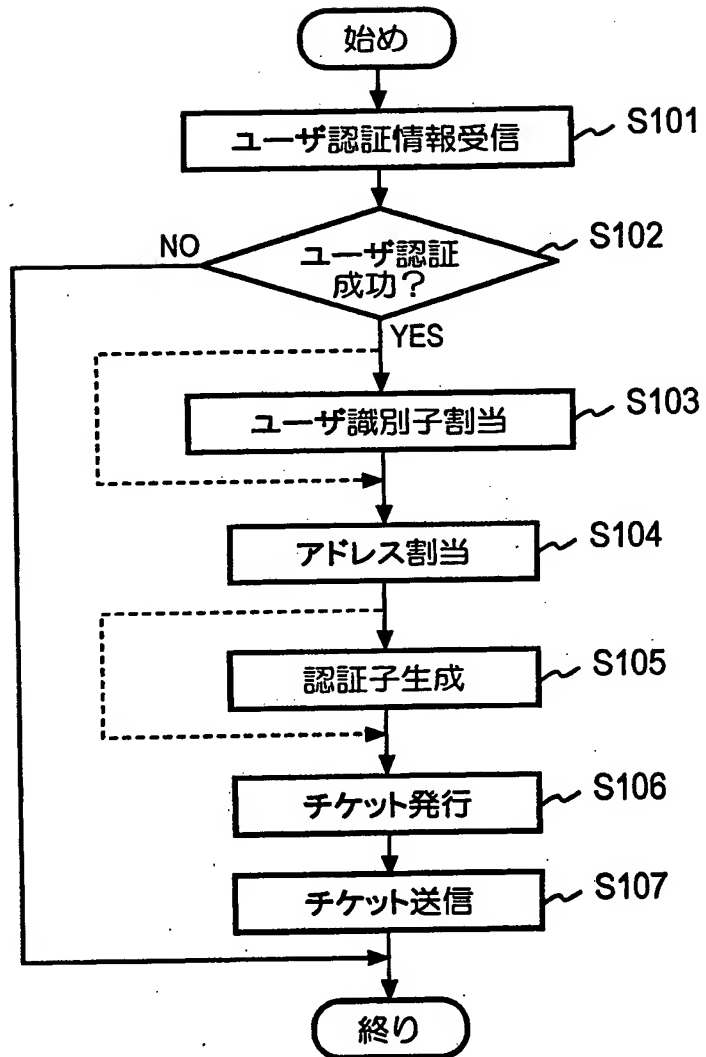 始め
ユーザ認証情報受信
S101
ユーザ認証
成功?
S102
NO
YES
ユーザ識別子割当
S103
アドレス割当
S104
認証子生成
S105
チケット発行
S106
チケット送信
S107
終り